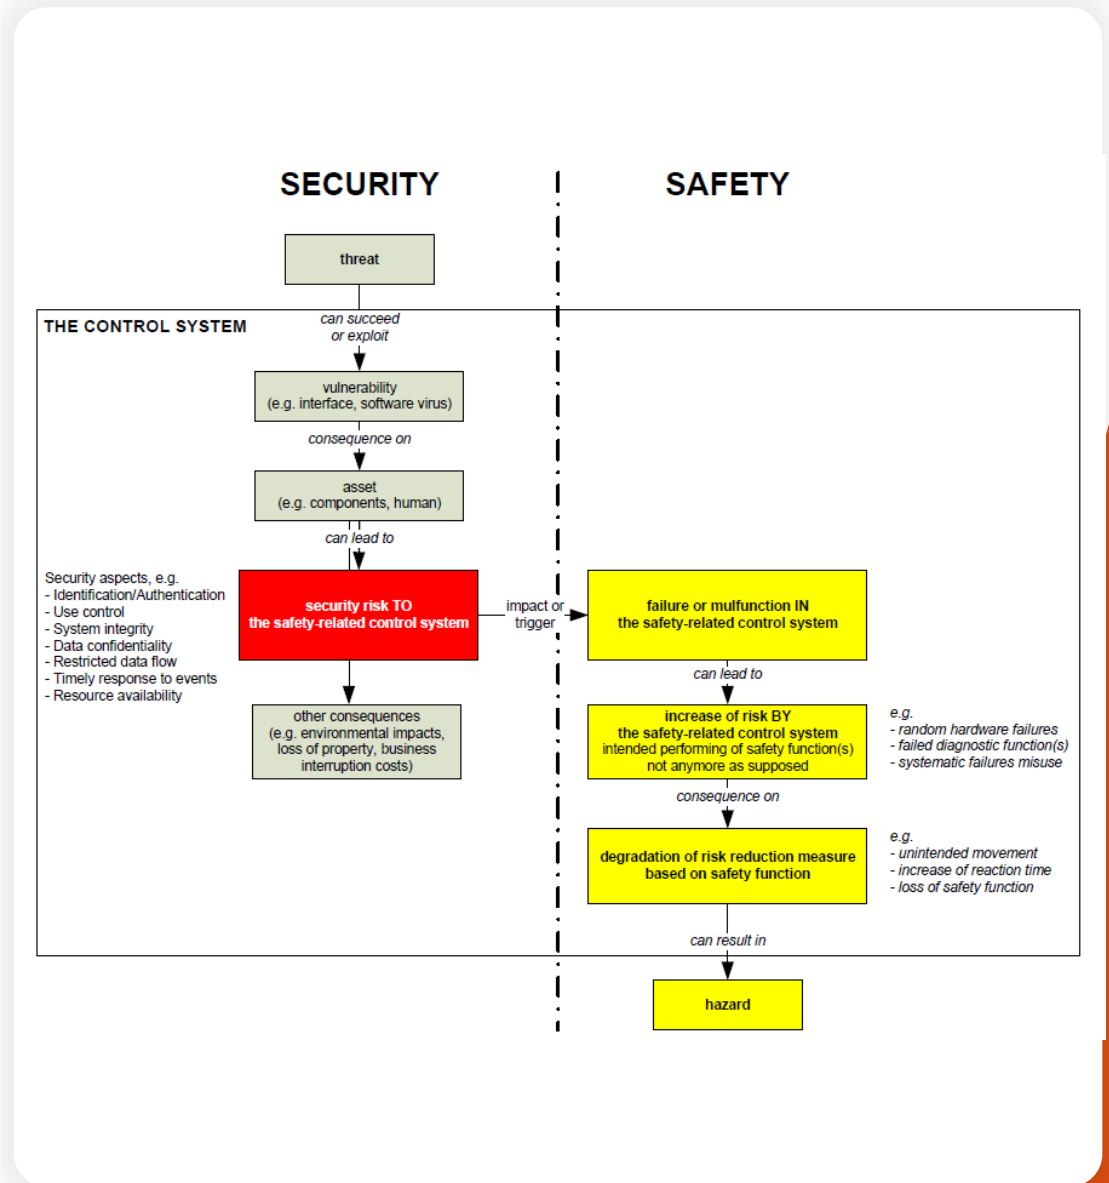 SECURITY
SAFETY
threat
THE CONTROL SYSTEM
can succeed
or exploit
vulnerability
(e.g. interface, software virus)
consequence on
asset
(e.g. components, human)
can lead to
Security aspects, e.g.
- Identification/Authentication
- Use control
- System integrity
- Data confidentiality
- Restricted data flow
- Timely response to events
- Resource availability
security risk TO
the safety-related control system
impact or
trigger
failure or mulfunction IN
the safety-related control system
can lead to
other consequences
(e.g. environmental impacts,
loss of property, business
interruption costs)
increase of risk BY
the safety-related control system
intended performing of safety function(s)
not anymore as supposed
e.g.
- random hardware failures
- failed diagnostic function(s)
- systematic failures misuse
consequence on
degradation of risk reduction measure
based on safety function
e.g.
- unintended movement
- increase of reaction time
- loss of safety function
can result in
hazard